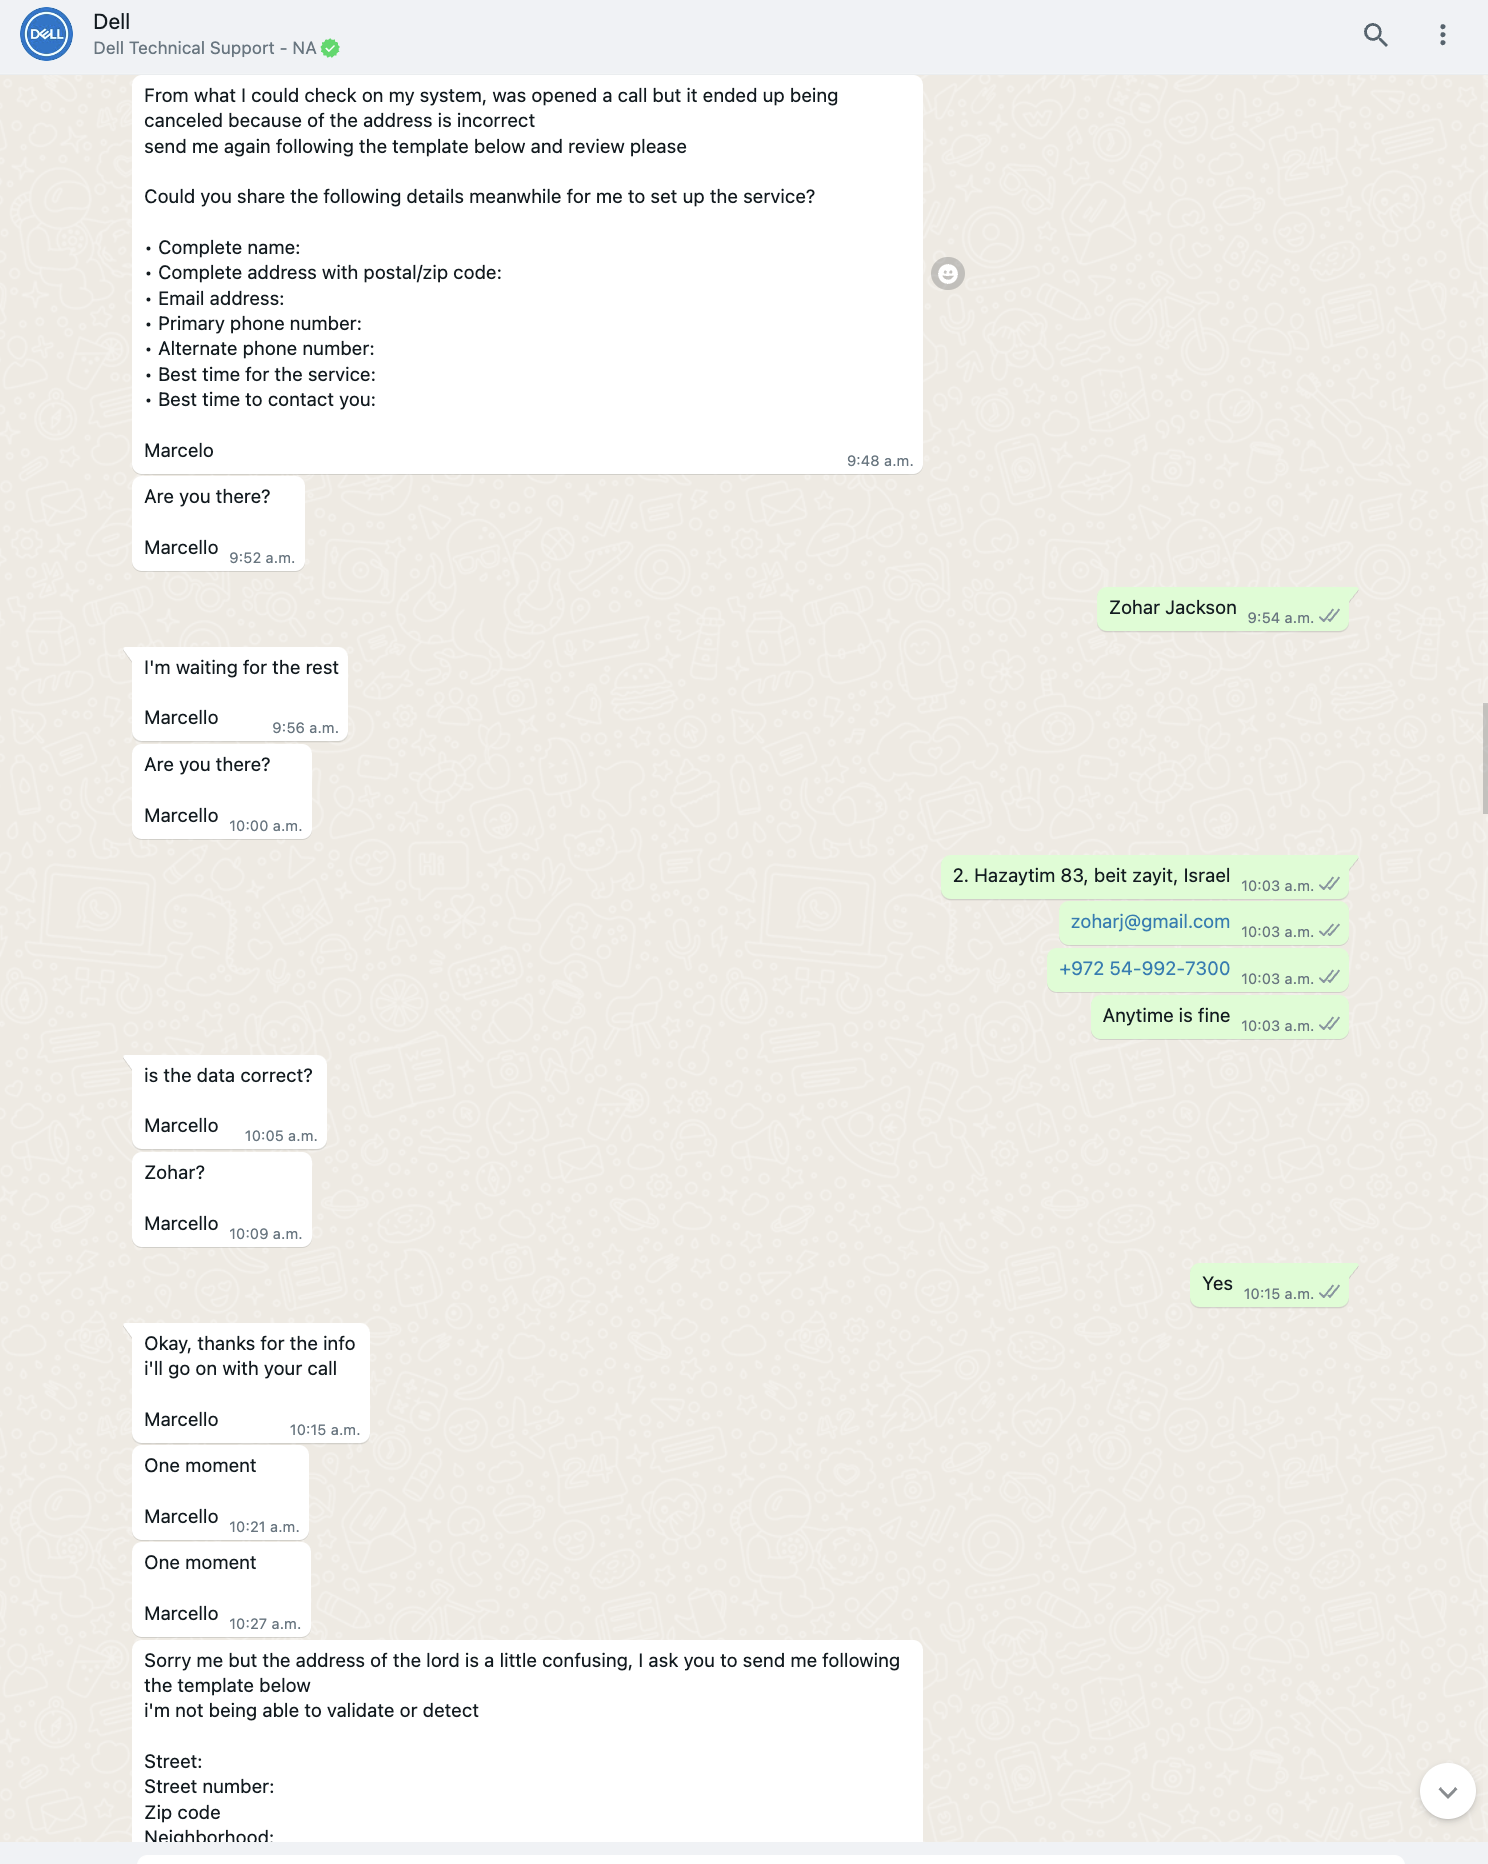 DELL
Dell
Dell Technical Support - NA
From what I could check on my system, was opened a call but it ended up being
canceled because of the address is incorrect
send me again following the template below and review please
Could you share the following details meanwhile for me to set up the service?
• Complete name:
• Complete address with postal/zip code:
• Email address:
• Primary phone number:
• Alternate phone number:
• Best time for the service:
• Best time to contact you:
Marcelo
9:48 a.m.
Are you there?
Marcello 9:52 a.m.
Zohar Jackson 9:54 a.m.
I'm waiting for the rest
Marcello 9:56 a.m.
Are you there?
Marcello 10:00 a.m.
2. Hazaytim 83, beit zayit, Israel 10:03 a.m.
zoharj@gmail.com 10:03 a.m.
+972 54-992-7300 10:03 a.m.
Anytime is fine 10:03 a.m.
is the data correct?
Marcello 10:05 a.m.
Zohar?
Marcello 10:09 a.m.
Yes 10:15 a.m.
Okay, thanks for the info
i'll go on with your call
Marcello 10:15 a.m.
One moment
Marcello 10:21 a.m.
One moment
Marcello 10:27 a.m.
Sorry me but the address of the lord is a little confusing, I ask you to send me following
the template below
i'm not being able to validate or detect
Street:
Street number:
Zip code
Neighborhood: